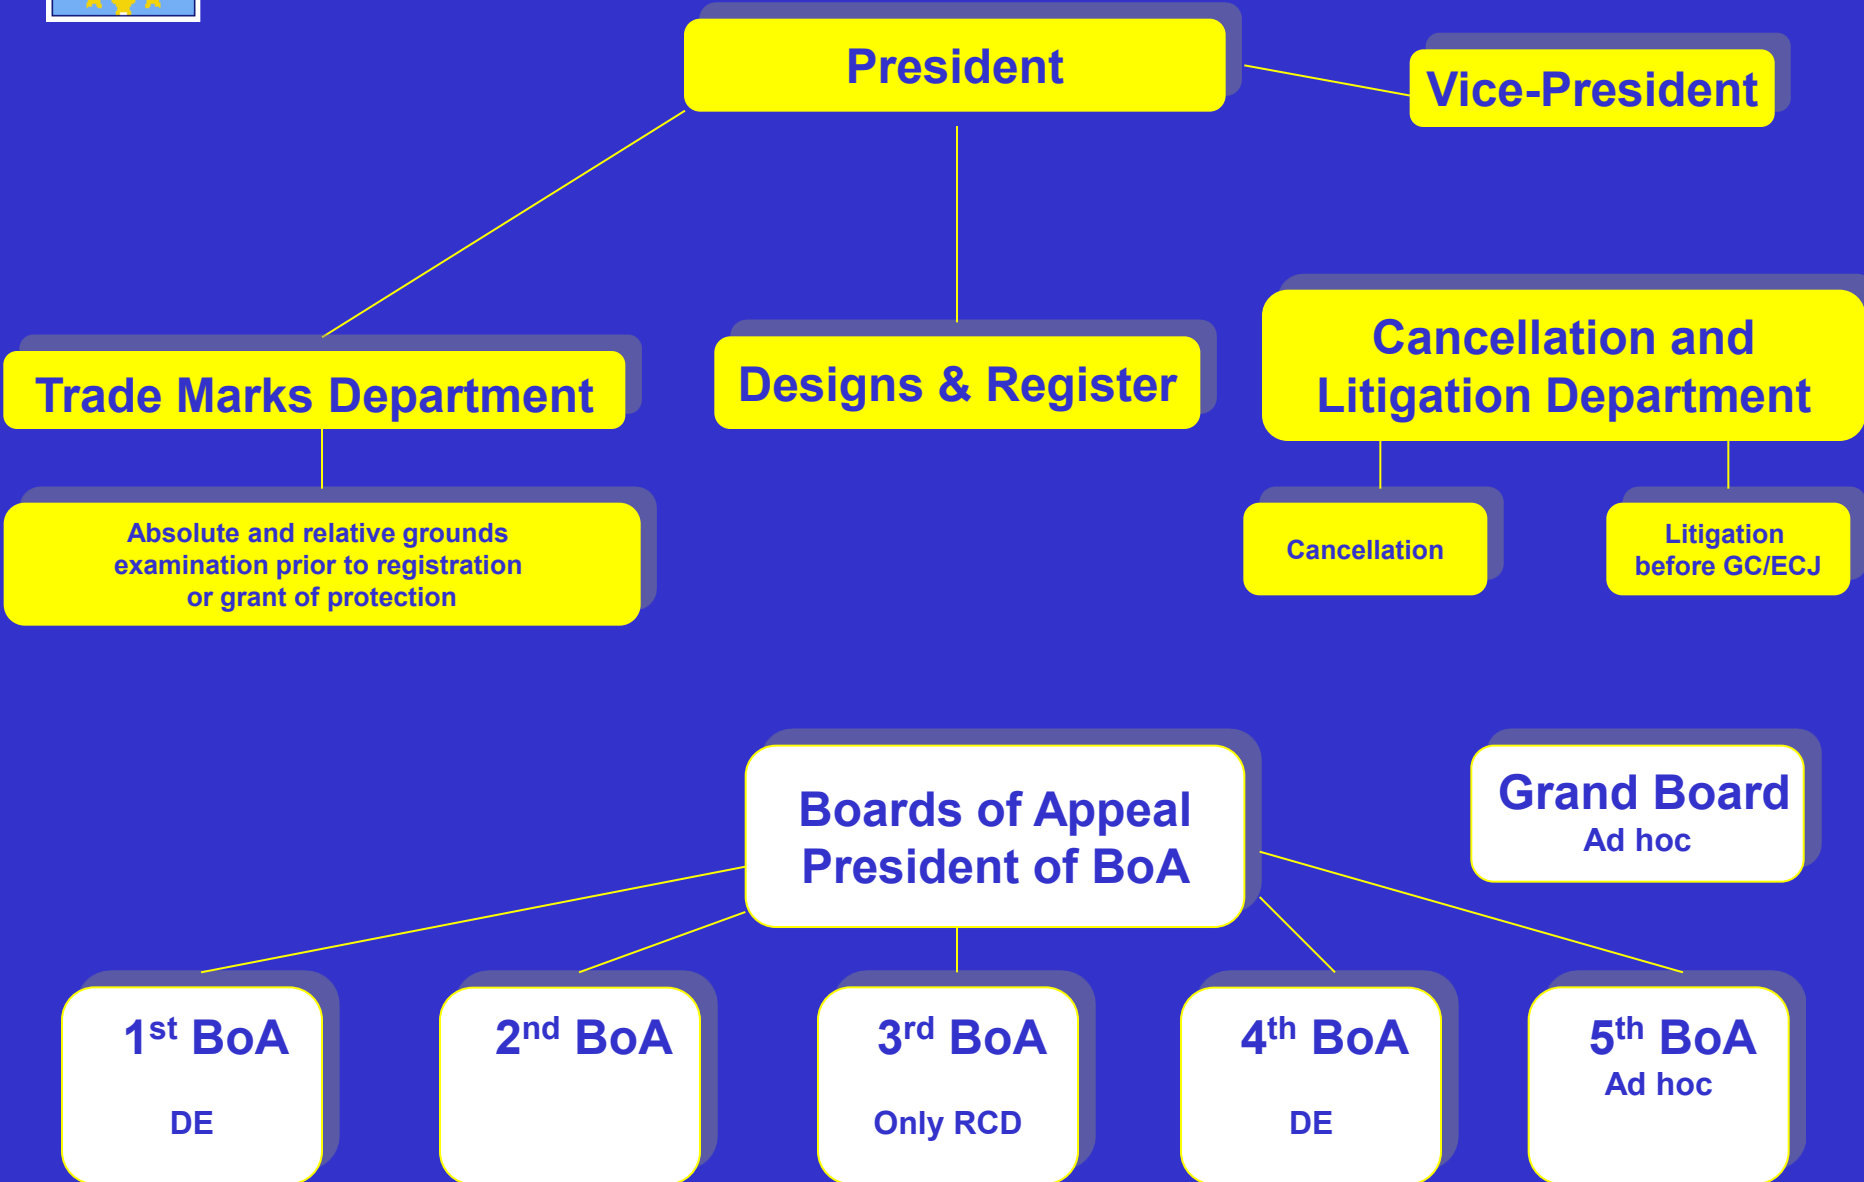 President
Vice-President
Trade Marks Department
Designs & Register
Cancellation and
Litigation Department
Absolute and relative grounds
examination prior to registration
or grant of protection
Cancellation
Litigation
before GC/ECJ
Boards of Appeal
President of BoA
Grand Board
Ad hoc
1st BoA
DE
2nd BoA
3rd BoA
Only RCD
4th BoA
DE
5th BoA
Ad hoc